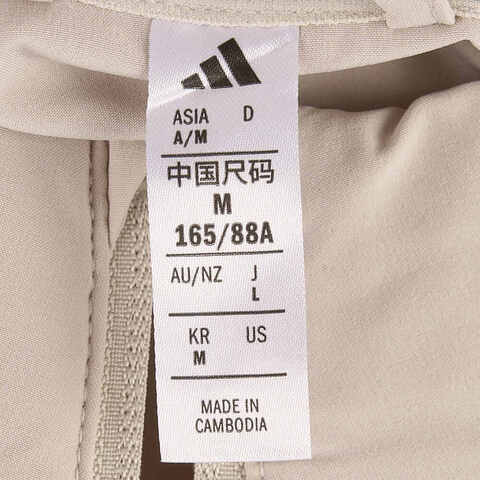 ASIA D
A/M
中国尺码
M
165/88A
AU/NZ J
L
KR US
M
MADE IN
CAMBODIA